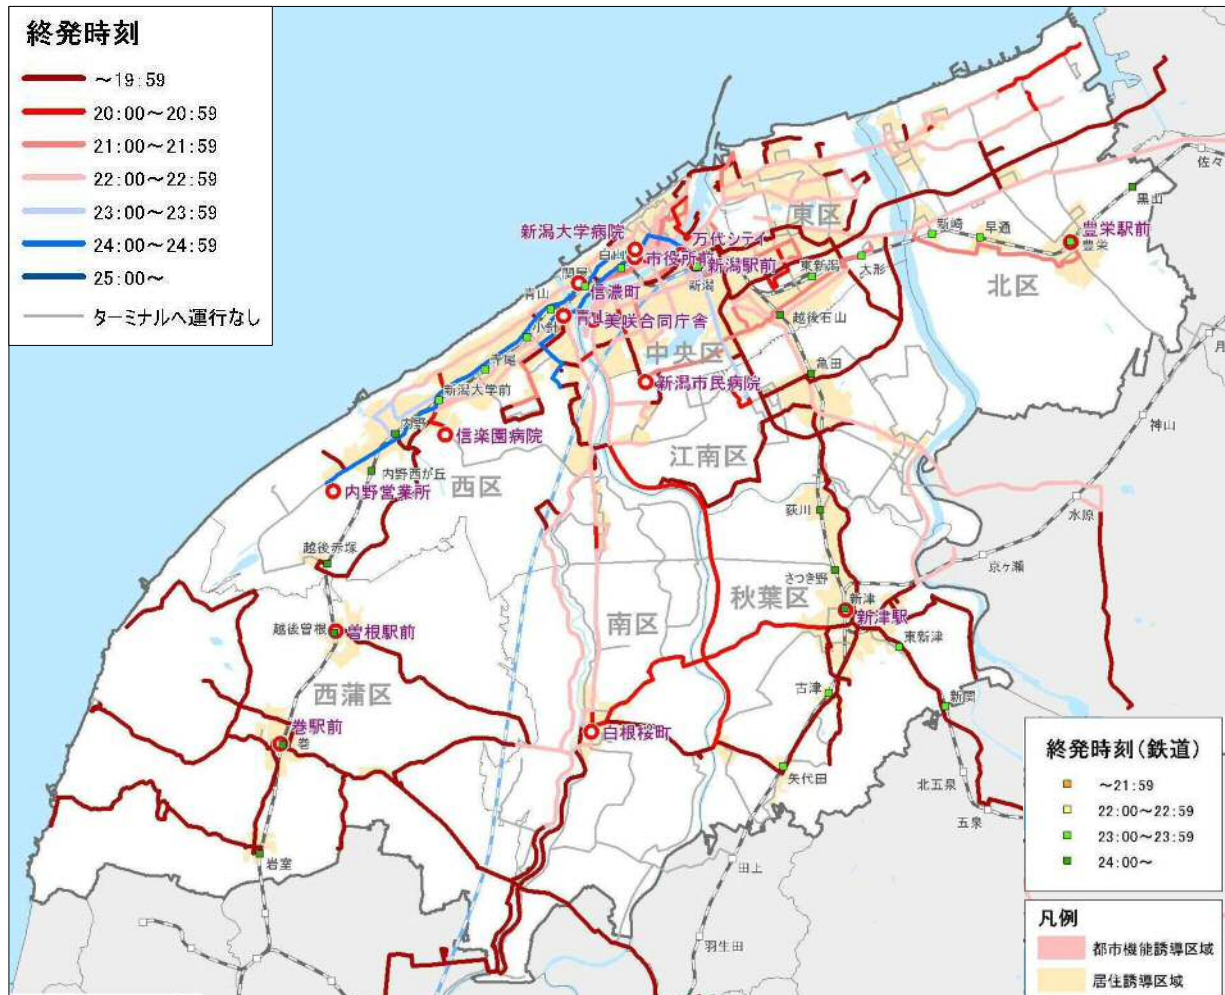 終発時刻
～19:59
20:00～20:59
21:00～21:59
22:00～22:59
23:00～23:59
24:00～24:59
25:00～
ターミナルへ運行なし
佐々
黒山
豊栄駅前
豊栄
早通
新崎
東区
大形
東新潟
北区
新潟大学病院
万代シテイ
市役所前
新潟駅前
新潟
白山
関屋
信濃町
青山
美咲合同庁舎
小針
越後石山
中央区
寺尾
亀田
新潟市民病院
新潟大学前
月
神山
内野
信楽園病院
江南区
内野西が丘
西区
内野営業所
荻川
水原
越後赤塚
さつき野
京ヶ瀬
秋葉区
新津
新津駅
南区
越後曽根
曽根駅前
東新津
西蒲区
古津
新関
巻駅前
巻
白根桜町
矢代田
北五泉
五泉
岩室
田上
羽生田
終発時刻(鉄道)
～21:59
22:00～22:59
23:00～23:59
24:00～
凡例
都市機能誘導区域
居住誘導区域